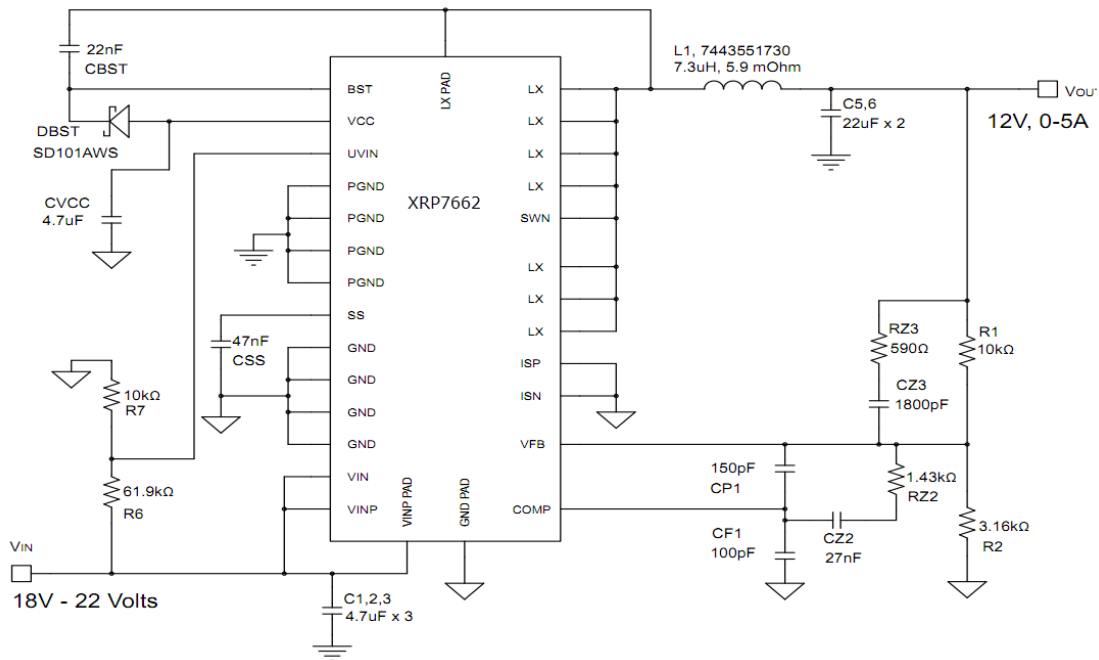 22nF
CBST
DBST
SD101AWS
CVCC
4.7uF
LX PAD
BST
VCC
UVIN
PGND
PGND
PGND
PGND
SS
GND
GND
GND
GND
VIN
VINP
XRP7662
LX
LX
LX
LX
SWN
LX
LX
LX
ISP
ISN
VFB
COMP
VINP PAD
GND PAD
L1, 7443551730
7.3uH, 5.9 mOhm
C5,6
22uF x 2
VOUT
12V, 0-5A
RZ3
590Ω
R1
10kΩ
CZ3
1800pF
47nF
CSS
10kΩ
R7
61.9kΩ
R6
150pF
CP1
1.43kΩ
RZ2
CF1
100pF
CZ2
27nF
3.16kΩ
R2
VIN
18V - 22 Volts
C1,2,3
4.7uF x 3